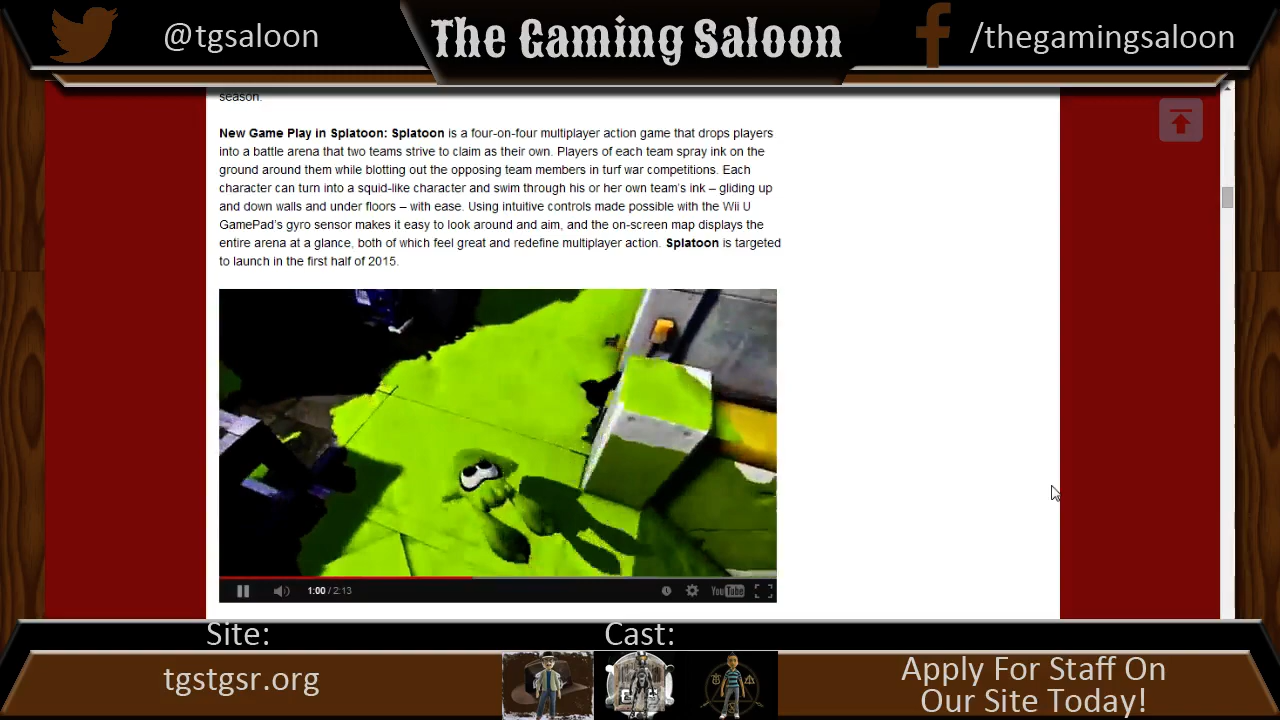 @tgsaloon
The Gaming Saloon
/thegamingsaloon
season.
New Game Play in Splatoon: Splatoon is a four-on-four multiplayer action game that drops players
into a battle arena that two teams strive to claim as their own. Players of each team spray ink on the
ground around them while blotting out the opposing team members in turf war competitions. Each
character can turn into a squid-like character and swim through his or her own team's ink – gliding up
and down walls and under floors – with ease. Using intuitive controls made possible with the Wii U
GamePad's gyro sensor makes it easy to look around and aim, and the on-screen map displays the
entire arena at a glance, both of which feel great and redefine multiplayer action. Splatoon is targeted
to launch in the first half of 2015.
1:00 / 2:13
YouTube
Site:
tgstgsr.org
Cast:
Apply For Staff On
Our Site Today!